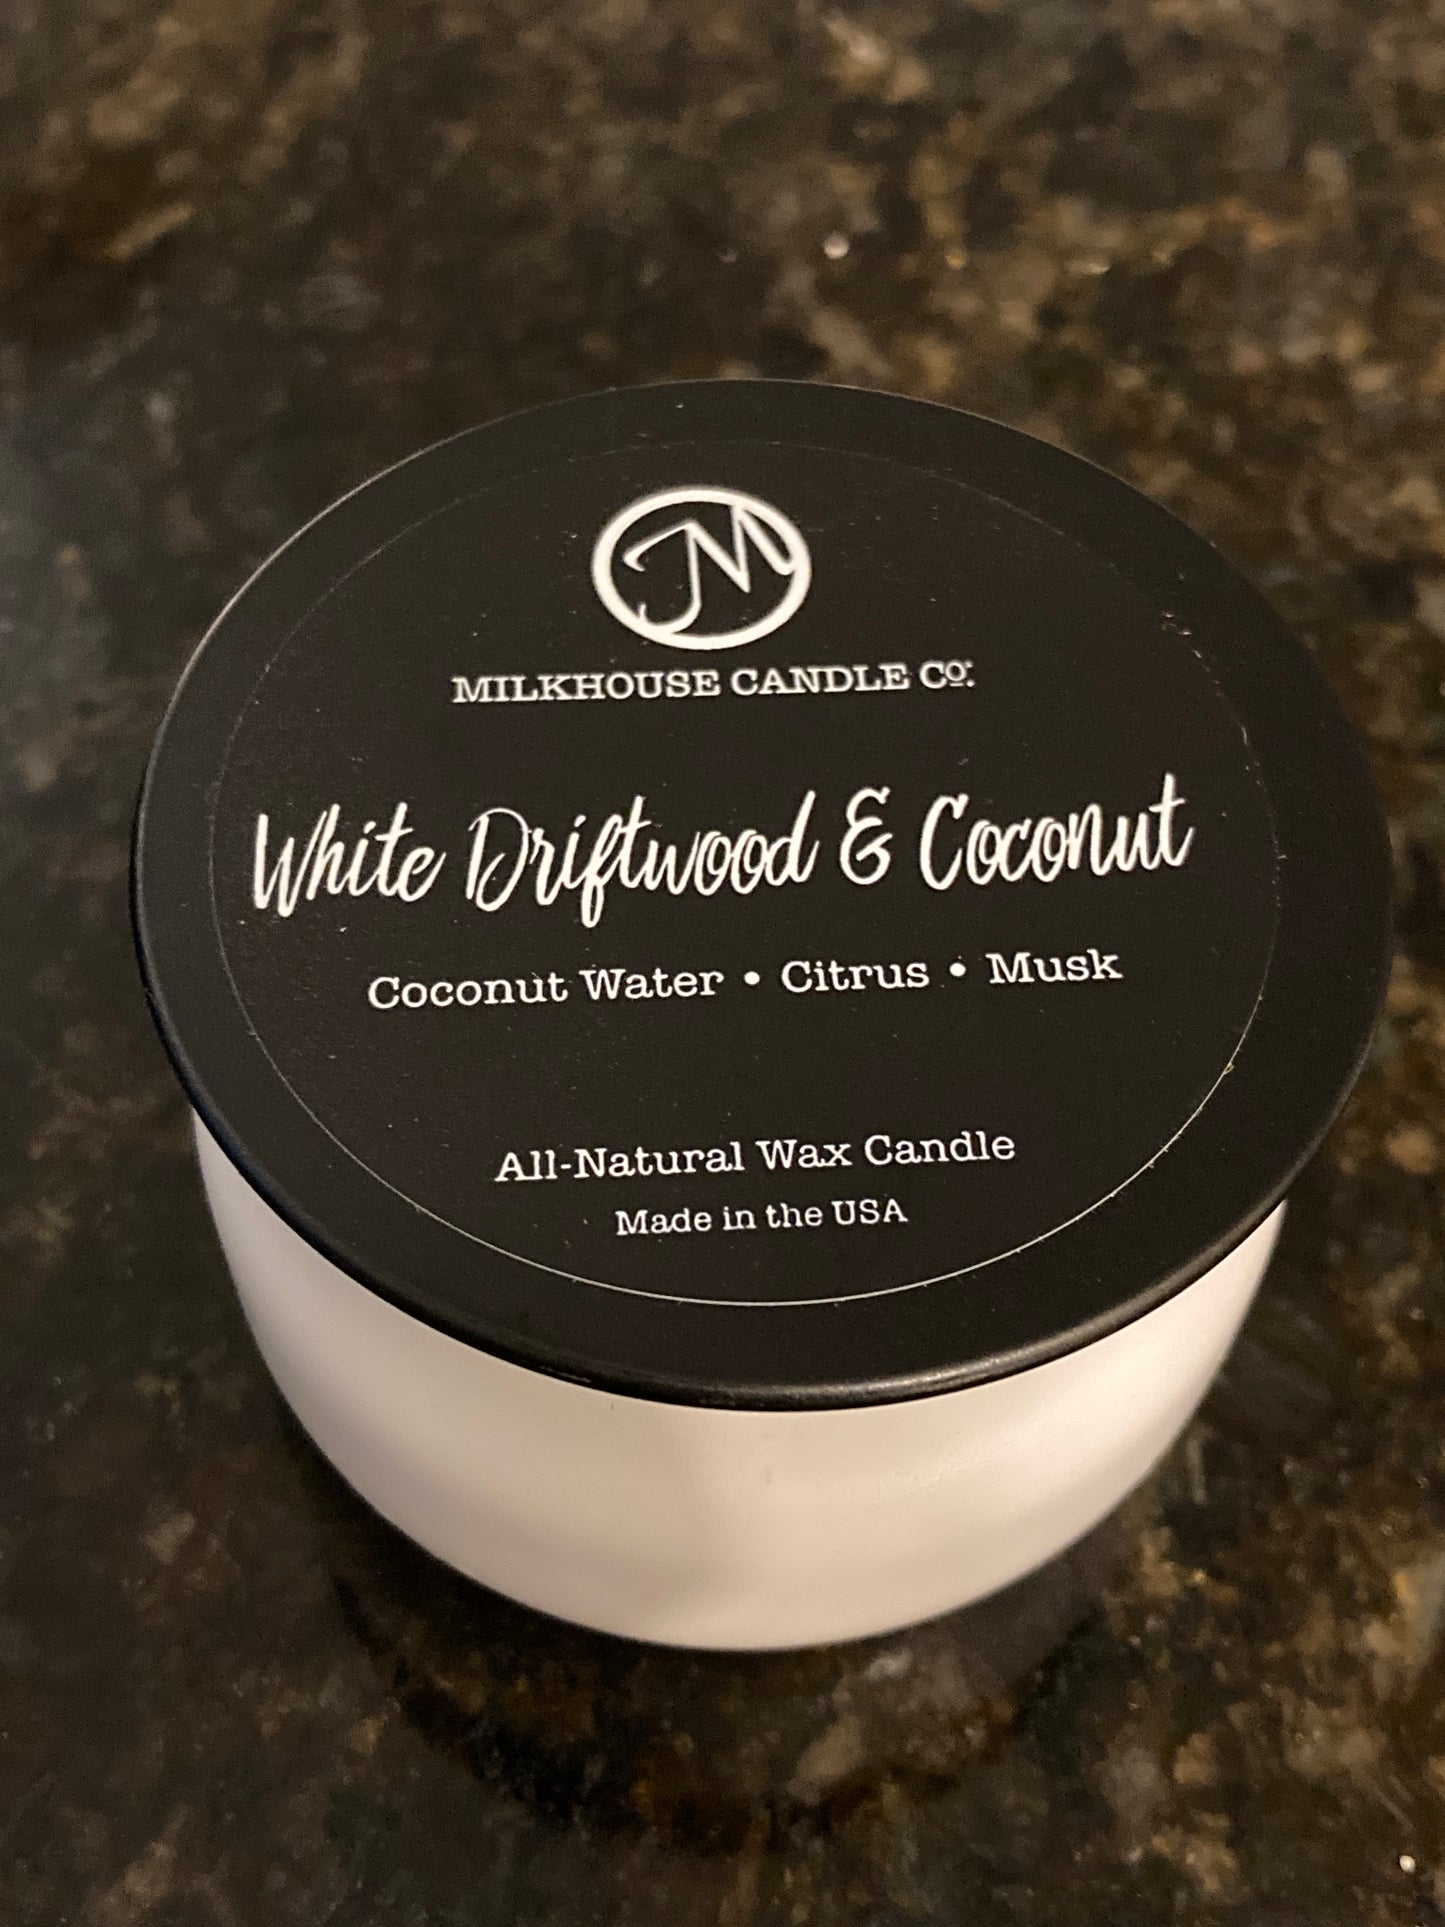 M
MILKHOUSE CANDLE Co.
White Driftwood & Coconut
Coconut Water • Citrus • Musk
All-Natural Wax Candle
Made in the USA